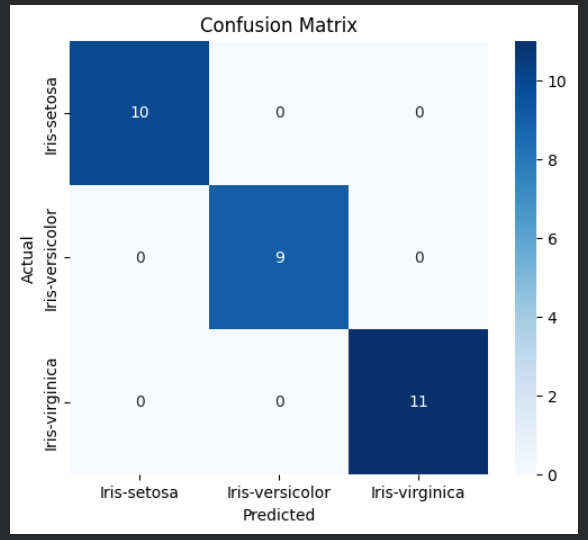 Confusion Matrix
Iris-setosa
10 0 0
10
8
Actual
Iris-versicolor
0 9 0
6
4
Iris-virginica
0 0 11
2
0
Iris-setosa Iris-versicolor Iris-virginica
Predicted